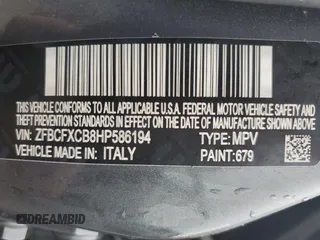 THIS VEHICLE CONFORMS TO ALL APPLICABLE U.S.A. FEDERAL MOTOR VEHICLE SAFETY
AND THEFT PREVENTION STANDARDS IN EFFECT ON THE DATE OF MANUFACTURE SHOWN ABOVE
VIN: ZFBCFXCB8HP586194 TYPE: MPV
VEHICLE MADE IN: ITALY PAINT: 679
DREAMBID